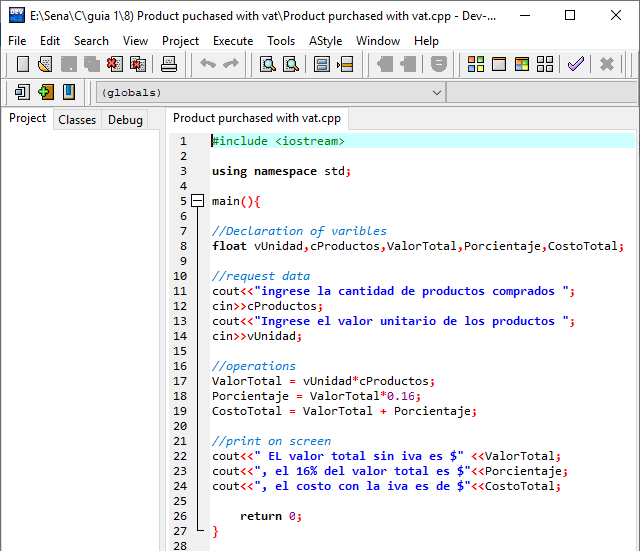 E:\Sena\C\guia 1\8) Product puchased with vat\Product purchased with vat.cpp - Dev-...
File Edit Search View Project Execute Tools AStyle Window Help
(globals)
Project Classes Debug
Product purchased with vat.cpp
1 #include <iostream>
2
3 using namespace std;
4
5 main(){
6
7 //Declaration of varibles
8 float vUnidad,cProductos,ValorTotal,Porcientaje,CostoTotal;
9
10 //request data
11 cout<<"ingrese la cantidad de productos comprados ";
12 cin>>cProductos;
13 cout<<"Ingrese el valor unitario de los productos ";
14 cin>>vUnidad;
15
16 //operations
17 ValorTotal = vUnidad*cProductos;
18 Porcientaje = ValorTotal*0.16;
19 CostoTotal = ValorTotal + Porcientaje;
20
21 //print on screen
22 cout<<" EL valor total sin iva es $" <<ValorTotal;
23 cout<<", el 16% del valor total es $"<<Porcientaje;
24 cout<<", el costo con la iva es de $"<<CostoTotal;
25
26 return 0;
27 }
28